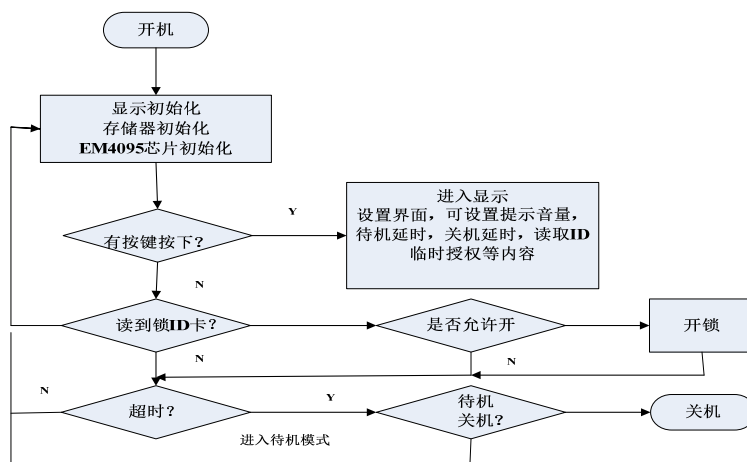 开机
显示初始化
存储器初始化
EM4095芯片初始化
Y
进入显示
设置界面，可设置提示音量，
待机延时，关机延时，读取ID
临时授权等内容
有按键按下？
N
读到锁ID卡？
是否允许开
开锁
N
N
N
超时？
Y
待机
关机？
关机
进入待机模式